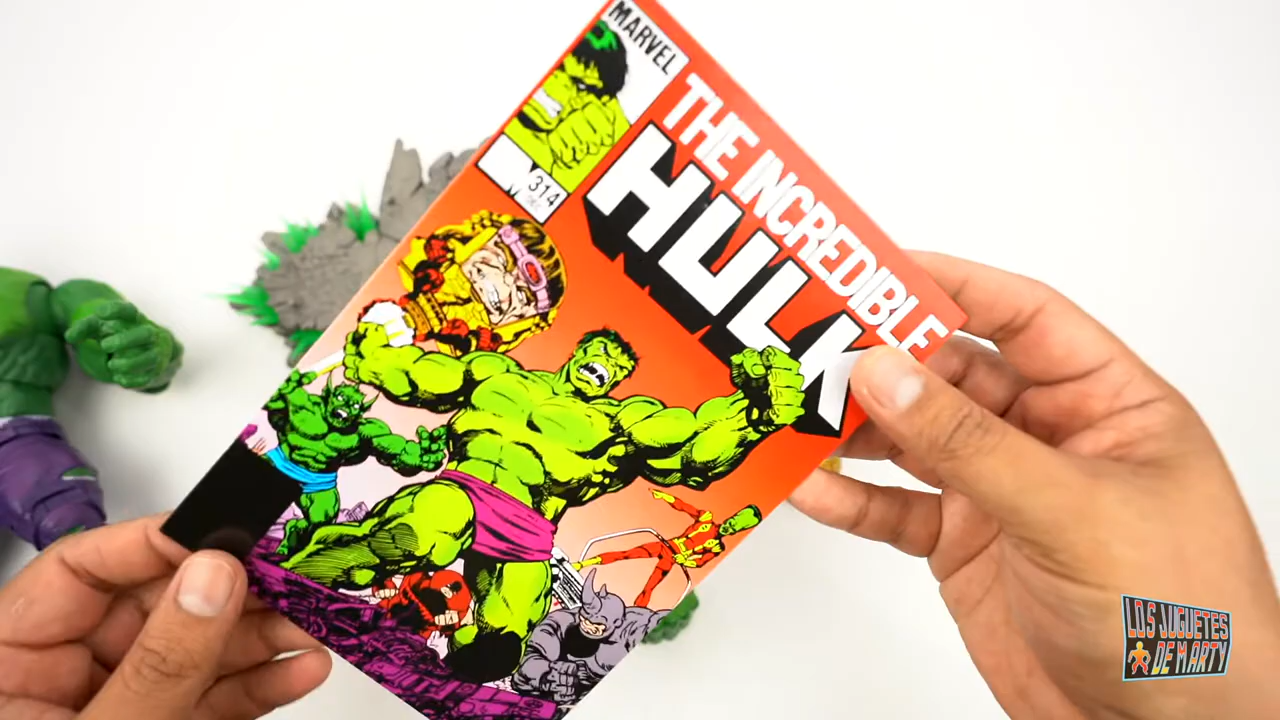 MARVEL
314
THE INCREDIBLE
HULK
LOS JUGUETES
DE MARTY